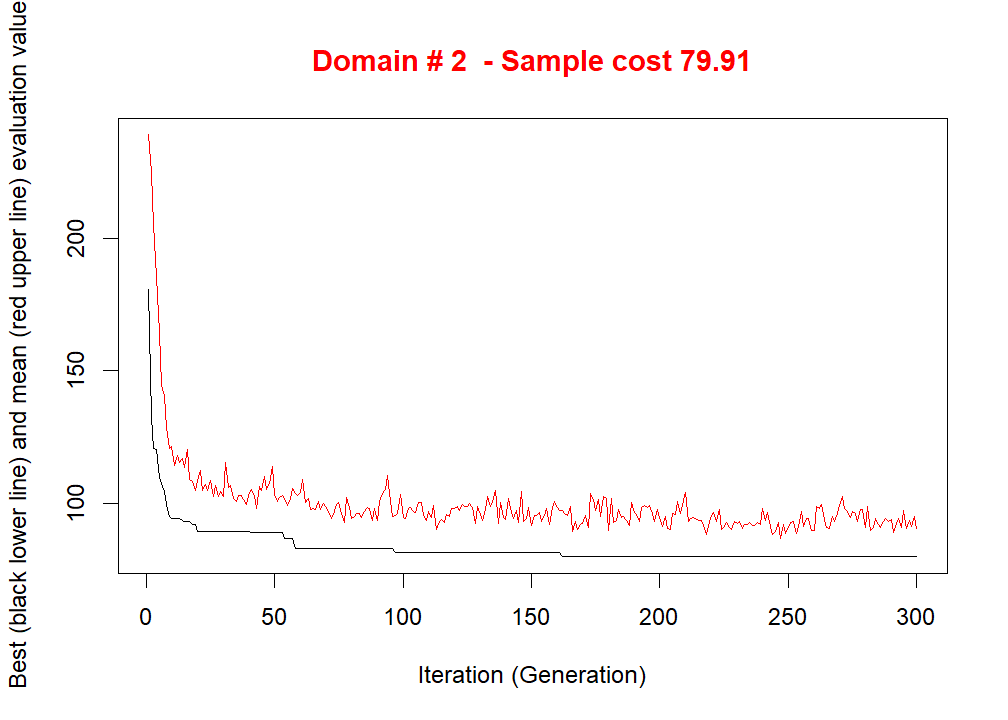 Domain # 2  - Sample cost 79.91
Best (black lower line) and mean (red upper line) evaluation value
200
150
100
0 50 100 150 200 250 300
Iteration (Generation)